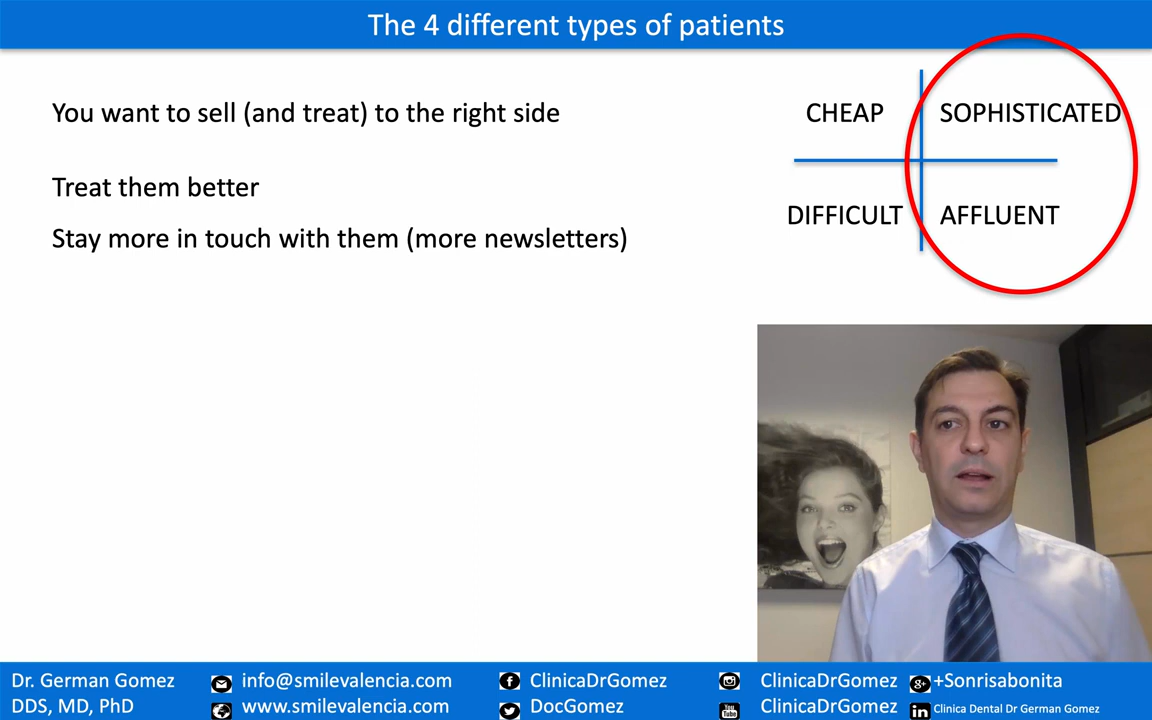 The 4 different types of patients
You want to sell (and treat) to the right side
CHEAP
SOPHISTICATED
Treat them better
DIFFICULT
AFFLUENT
Stay more in touch with them (more newsletters)
Dr. German Gomez
info@smilevalencia.com
ClinicaDrGomez
ClinicaDrGomez
+Sonrisabonita
DDS, MD, PhD
www.smilevalencia.com
DocGomez
ClinicaDrGomez
Clinica Dental Dr German Gomez